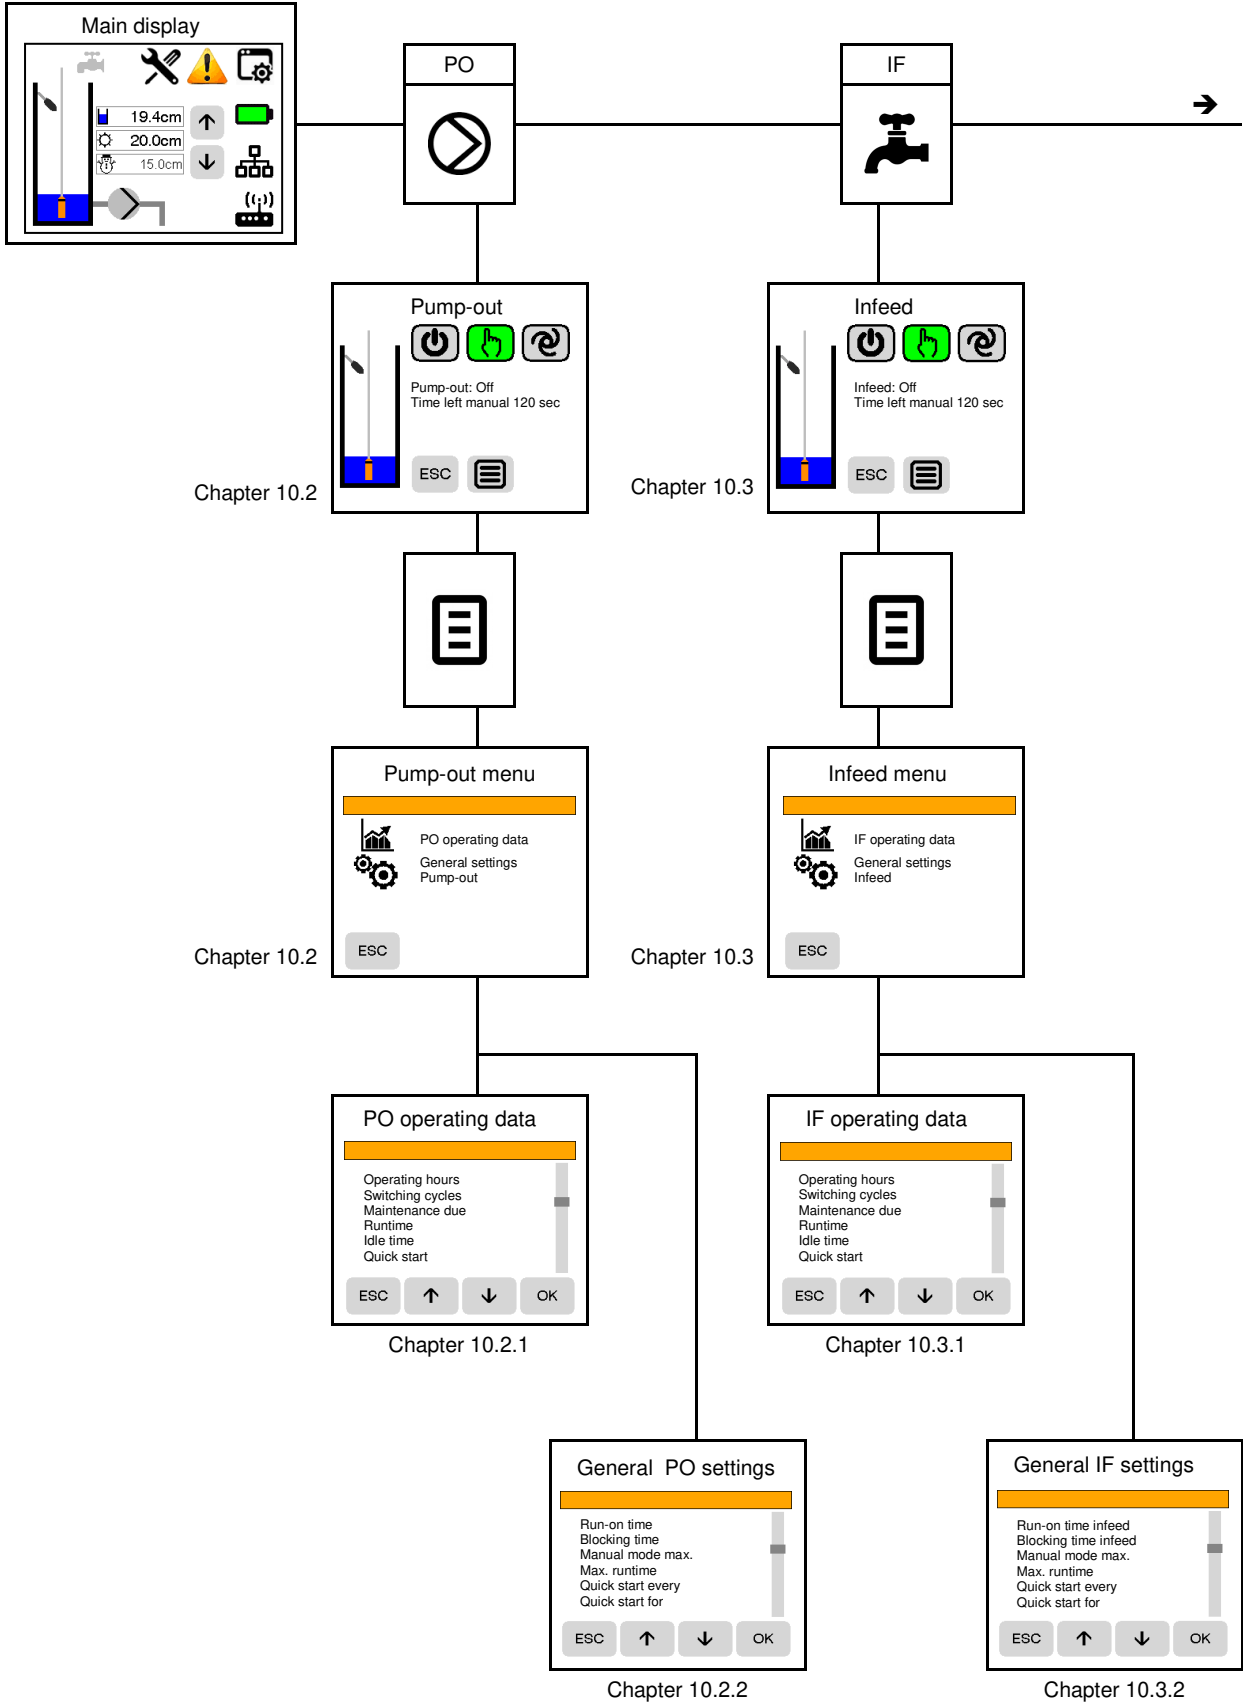 Main display
19.4cm
20.0cm
15.0cm
PO
IF
Pump-out
Pump-out: Off
Time left manual 120 sec
ESC
Chapter 10.2
Infeed
Infeed: Off
Time left manual 120 sec
ESC
Chapter 10.3
Pump-out menu
PO operating data
General settings
Pump-out
ESC
Chapter 10.2
Infeed menu
IF operating data
General settings
Infeed
ESC
Chapter 10.3
PO operating data
Operating hours
Switching cycles
Maintenance due
Runtime
Idle time
Quick start
ESC
OK
Chapter 10.2.1
IF operating data
Operating hours
Switching cycles
Maintenance due
Runtime
Idle time
Quick start
ESC
OK
Chapter 10.3.1
General PO settings
Run-on time
Blocking time
Manual mode max.
Max. runtime
Quick start every
Quick start for
ESC
OK
Chapter 10.2.2
General IF settings
Run-on time infeed
Blocking time infeed
Manual mode max.
Max. runtime
Quick start every
Quick start for
ESC
OK
Chapter 10.3.2